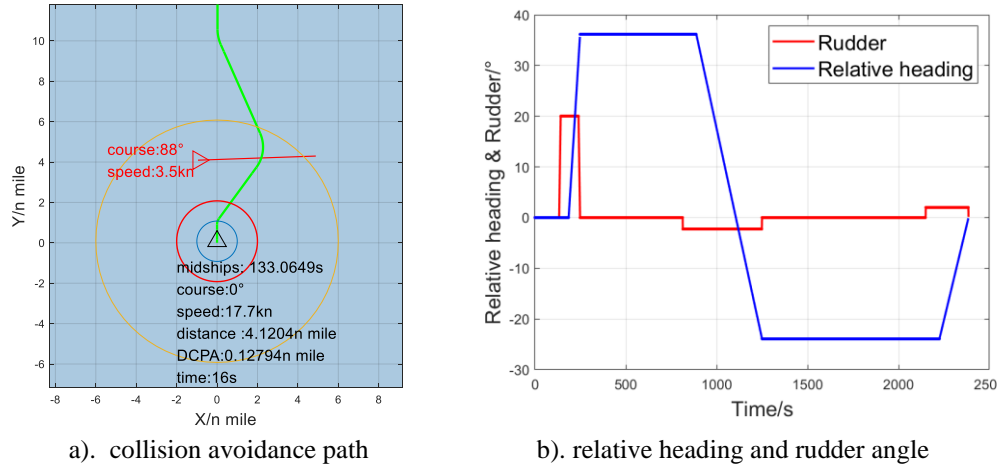 course:88°
speed:3.5kn
midships: 133.0649s
course:0°
speed:17.7kn
distance :4.1204n mile
DCPA:0.12794n mile
time:16s
10
8
6
4
2
0
-2
-4
-6
Y/n mile
-8
-6
-4
-2
0
2
4
6
8
X/n mile
a). collision avoidance path
Rudder
Relative heading
40
30
20
10
0
-10
-20
-30
Relative heading & Rudder/°
0
500
1000
150
2000
250
Time/s
b). relative heading and rudder angle